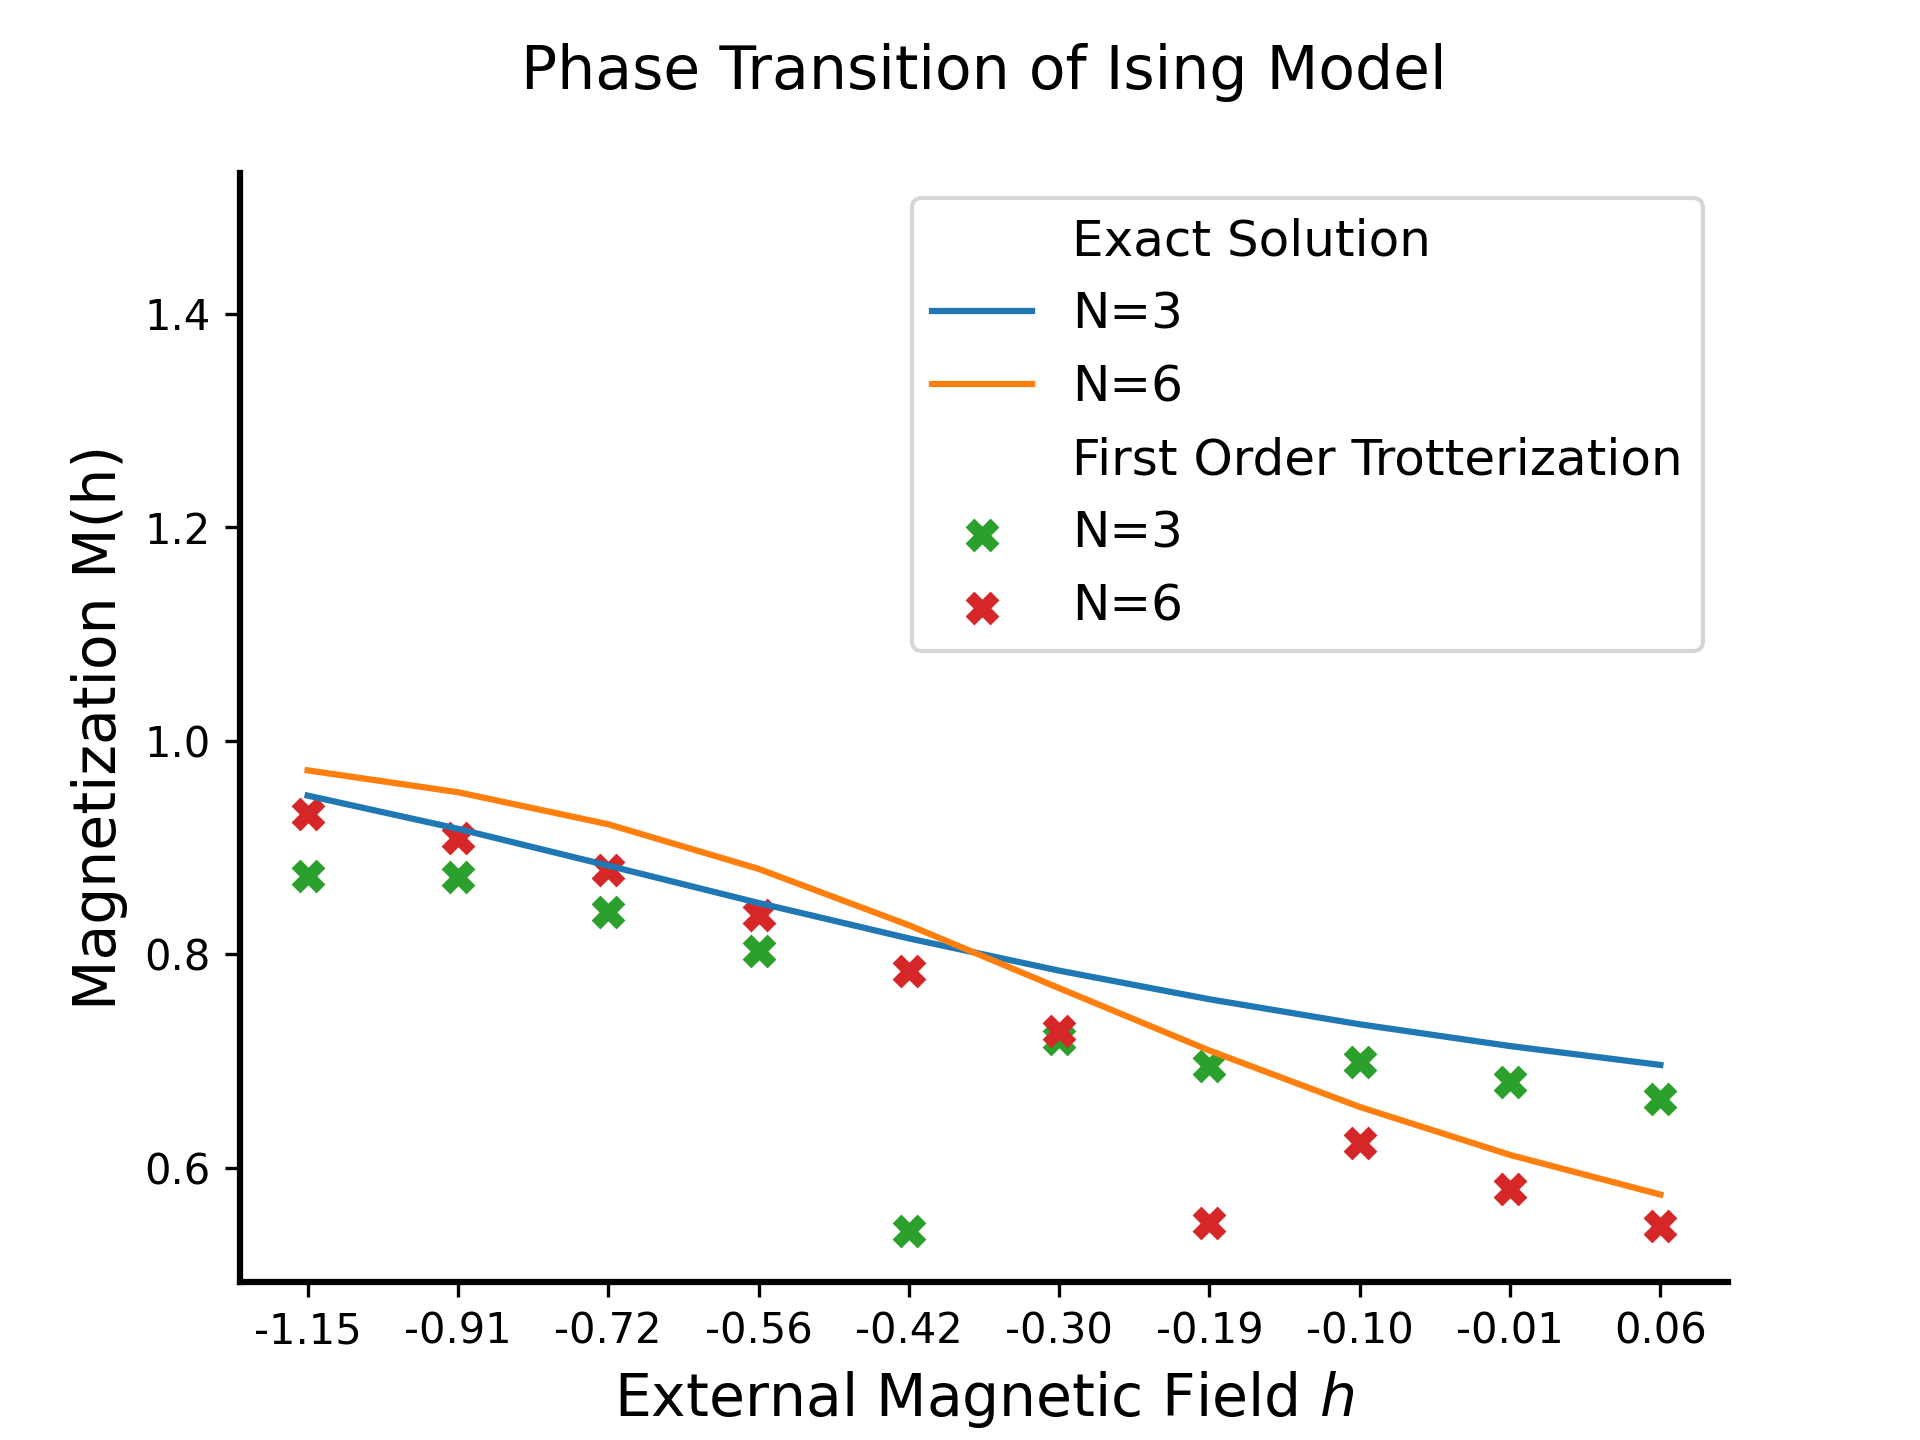 Phase Transition of Ising Model
Exact Solution
N=3
N=6
First Order Trotterization
N=3
N=6
Magnetization M(h)
1.4
1.2
1.0
0.8
0.6
-1.15 -0.91 -0.72 -0.56 -0.42 -0.30 -0.19 -0.10 -0.01 0.06
External Magnetic Field h